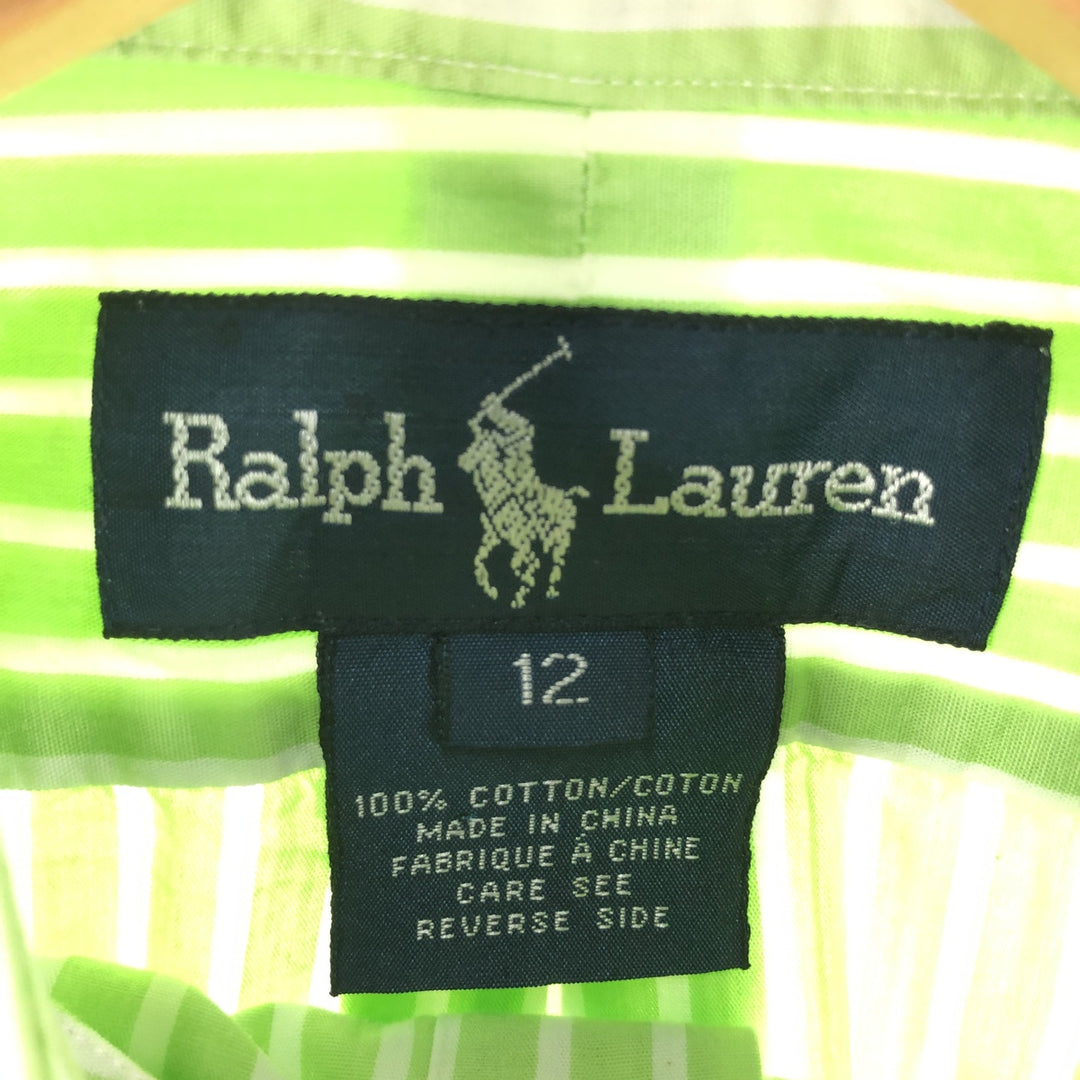 Ralph Lauren
12
100% COTTON/COTON
MADE IN CHINA
FABRIQUE À CHINE
CARE SEE
REVERSE SIDE